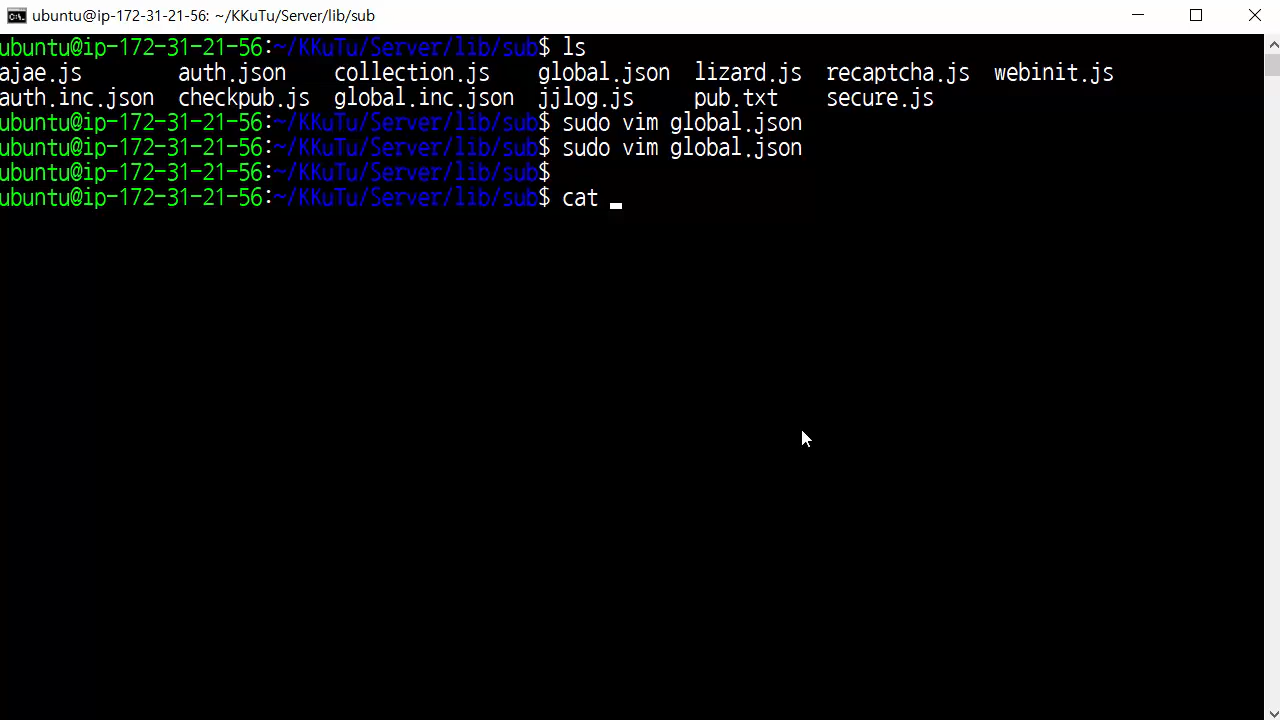 ubuntu@ip-172-31-21-56: ~/KKuTu/Server/lib/sub
ubuntu@ip-172-31-21-56:~/KKuTu/Server/lib/sub$ ls
ajae.js auth.json collection.js global.json lizard.js recaptcha.js webinit.js
auth.inc.json checkpub.js global.inc.json jjlog.js pub.txt secure.js
ubuntu@ip-172-31-21-56:~/KKuTu/Server/lib/sub$ sudo vim global.json
ubuntu@ip-172-31-21-56:~/KKuTu/Server/lib/sub$ sudo vim global.json
ubuntu@ip-172-31-21-56:~/KKuTu/Server/lib/sub$
ubuntu@ip-172-31-21-56:~/KKuTu/Server/lib/sub$ cat